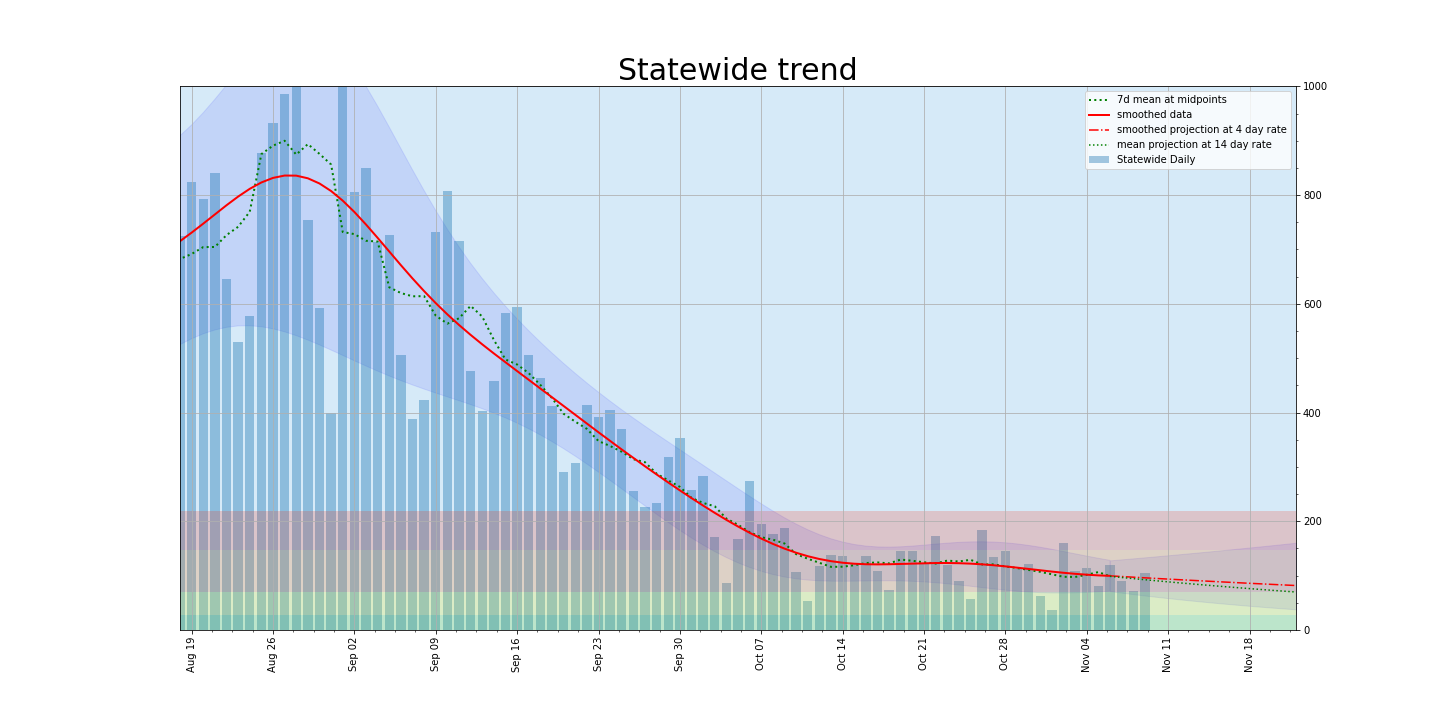 Statewide trend
7d mean at midpoints
smoothed data
smoothed projection at 4 day rate
mean projection at 14 day rate
Statewide Daily
1000
800
600
400
200
0
Aug 19
Aug 26
Sep 02
Sep 09
Sep 16
Sep 23
Sep 30
Oct 07
Oct 14
Oct 21
Oct 28
Nov 04
Nov 11
Nov 18